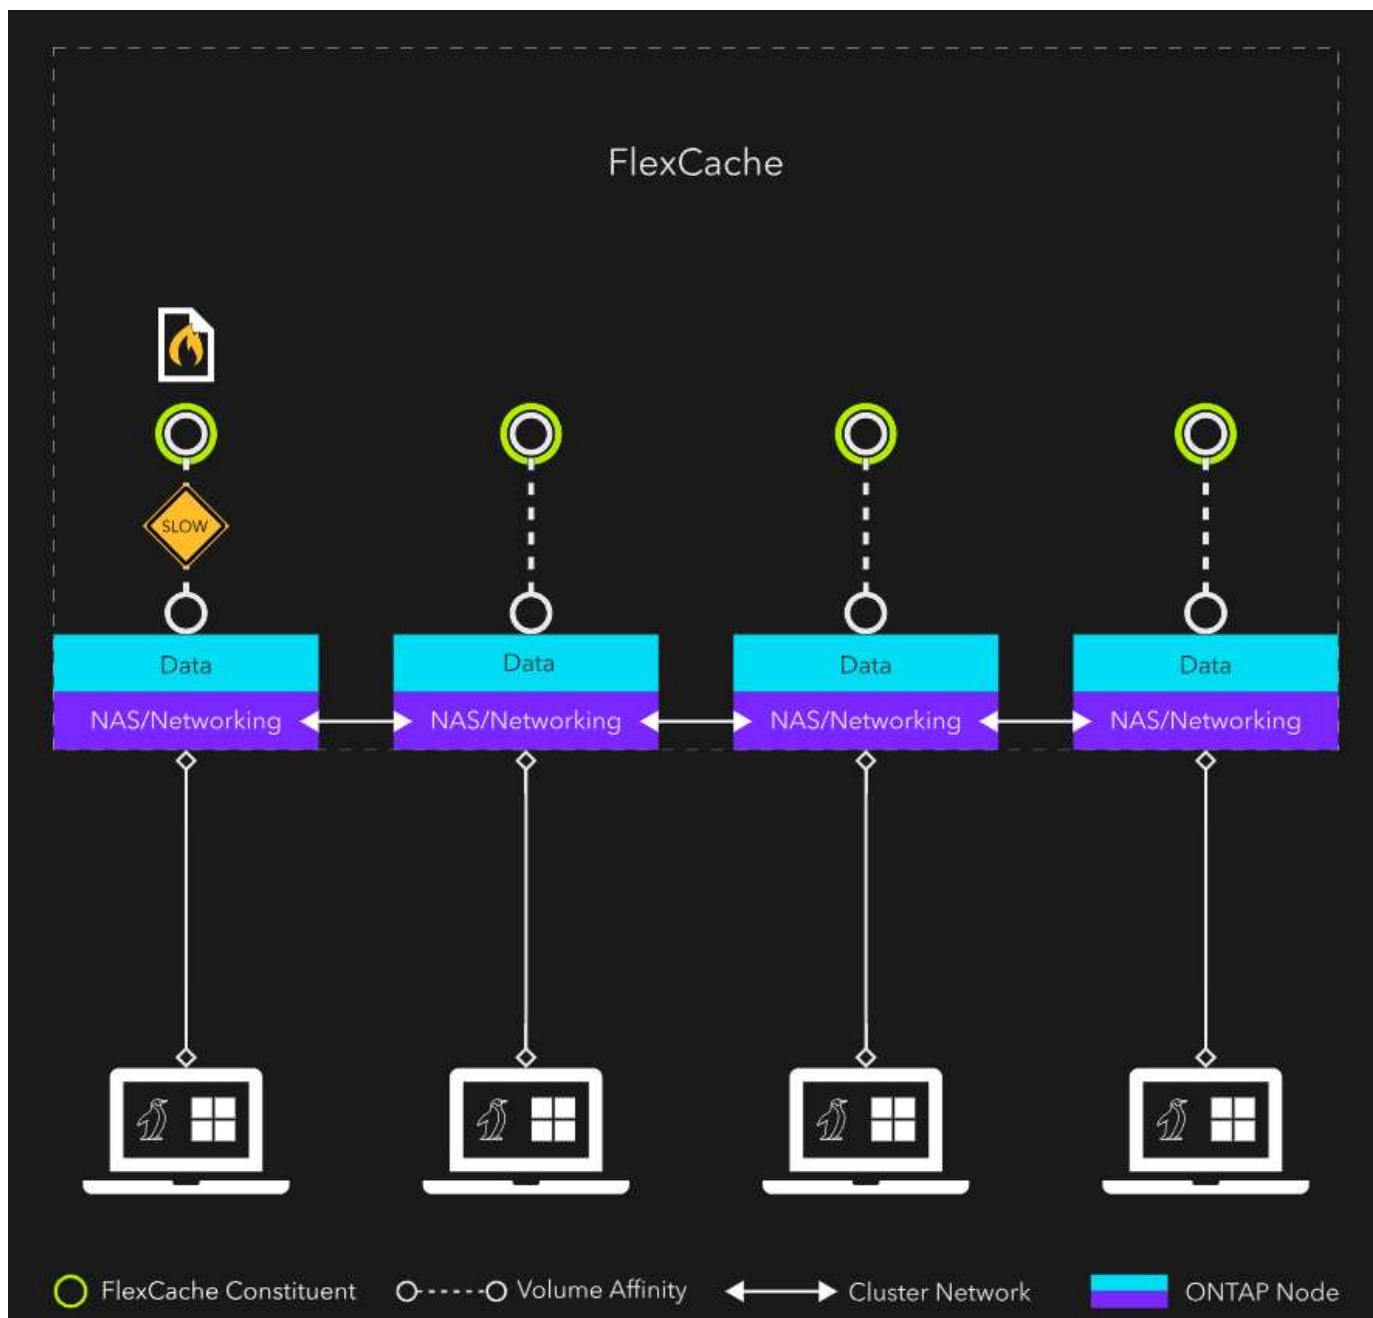 FlexCache
SLOW
Data
Data
Data
Data
NAS/Networking
NAS/Networking
NAS/Networking
NAS/Networking
FlexCache Constituent
Volume Affinity
Cluster Network
ONTAP Node